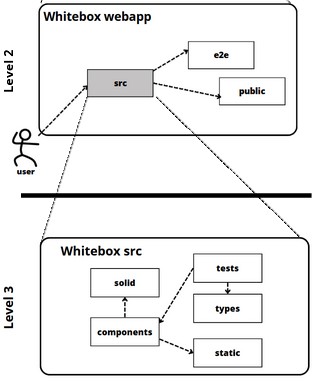 Level 2
Whitebox webapp
e2e
src
public
user
Level 3
Whitebox src
solid
tests
types
components
static